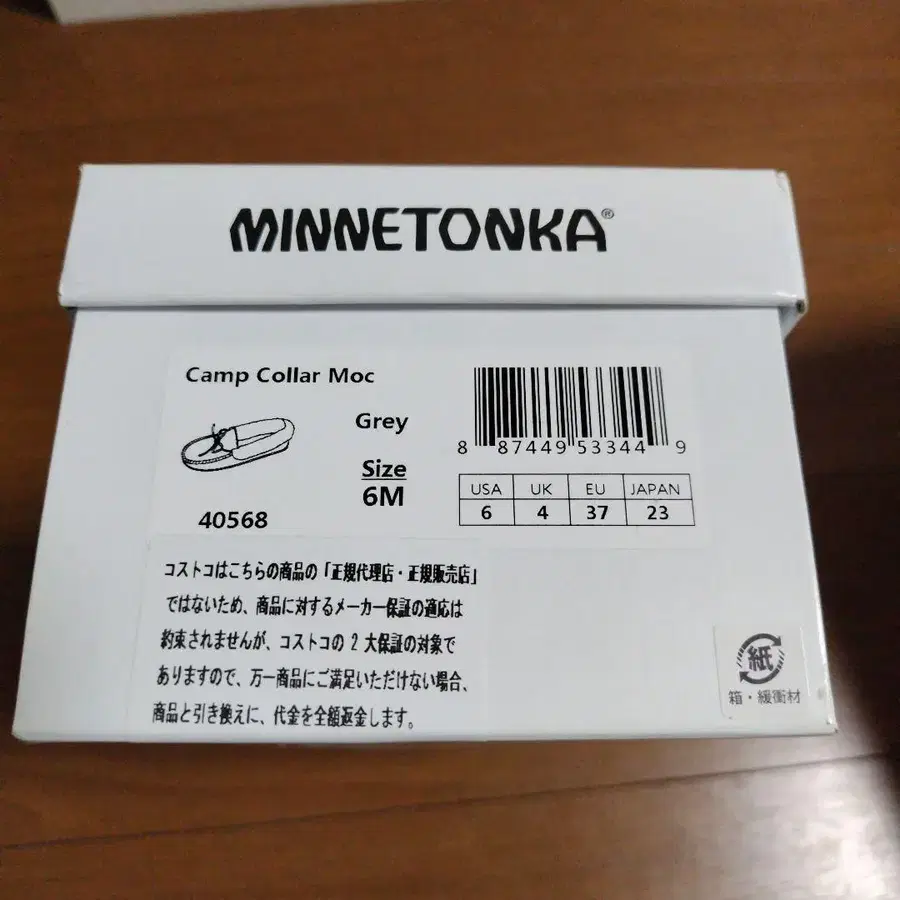 MINNETONKA®
Camp Collar Moc
Grey
Size
6M
40568
8 87449 53344 9
USA UK EU JAPAN
6 4 37 23
コストコはこちらの商品の「正規代理店・正規販売店」
ではないため、商品に対するメーカー保証の適応は
約束されませんが、コストコの 2 大保証の対象で
ありますので、万一商品にご満足いただけない場合、
商品と引き換えに、代金を全額返金します。
紙
箱・緩衝材